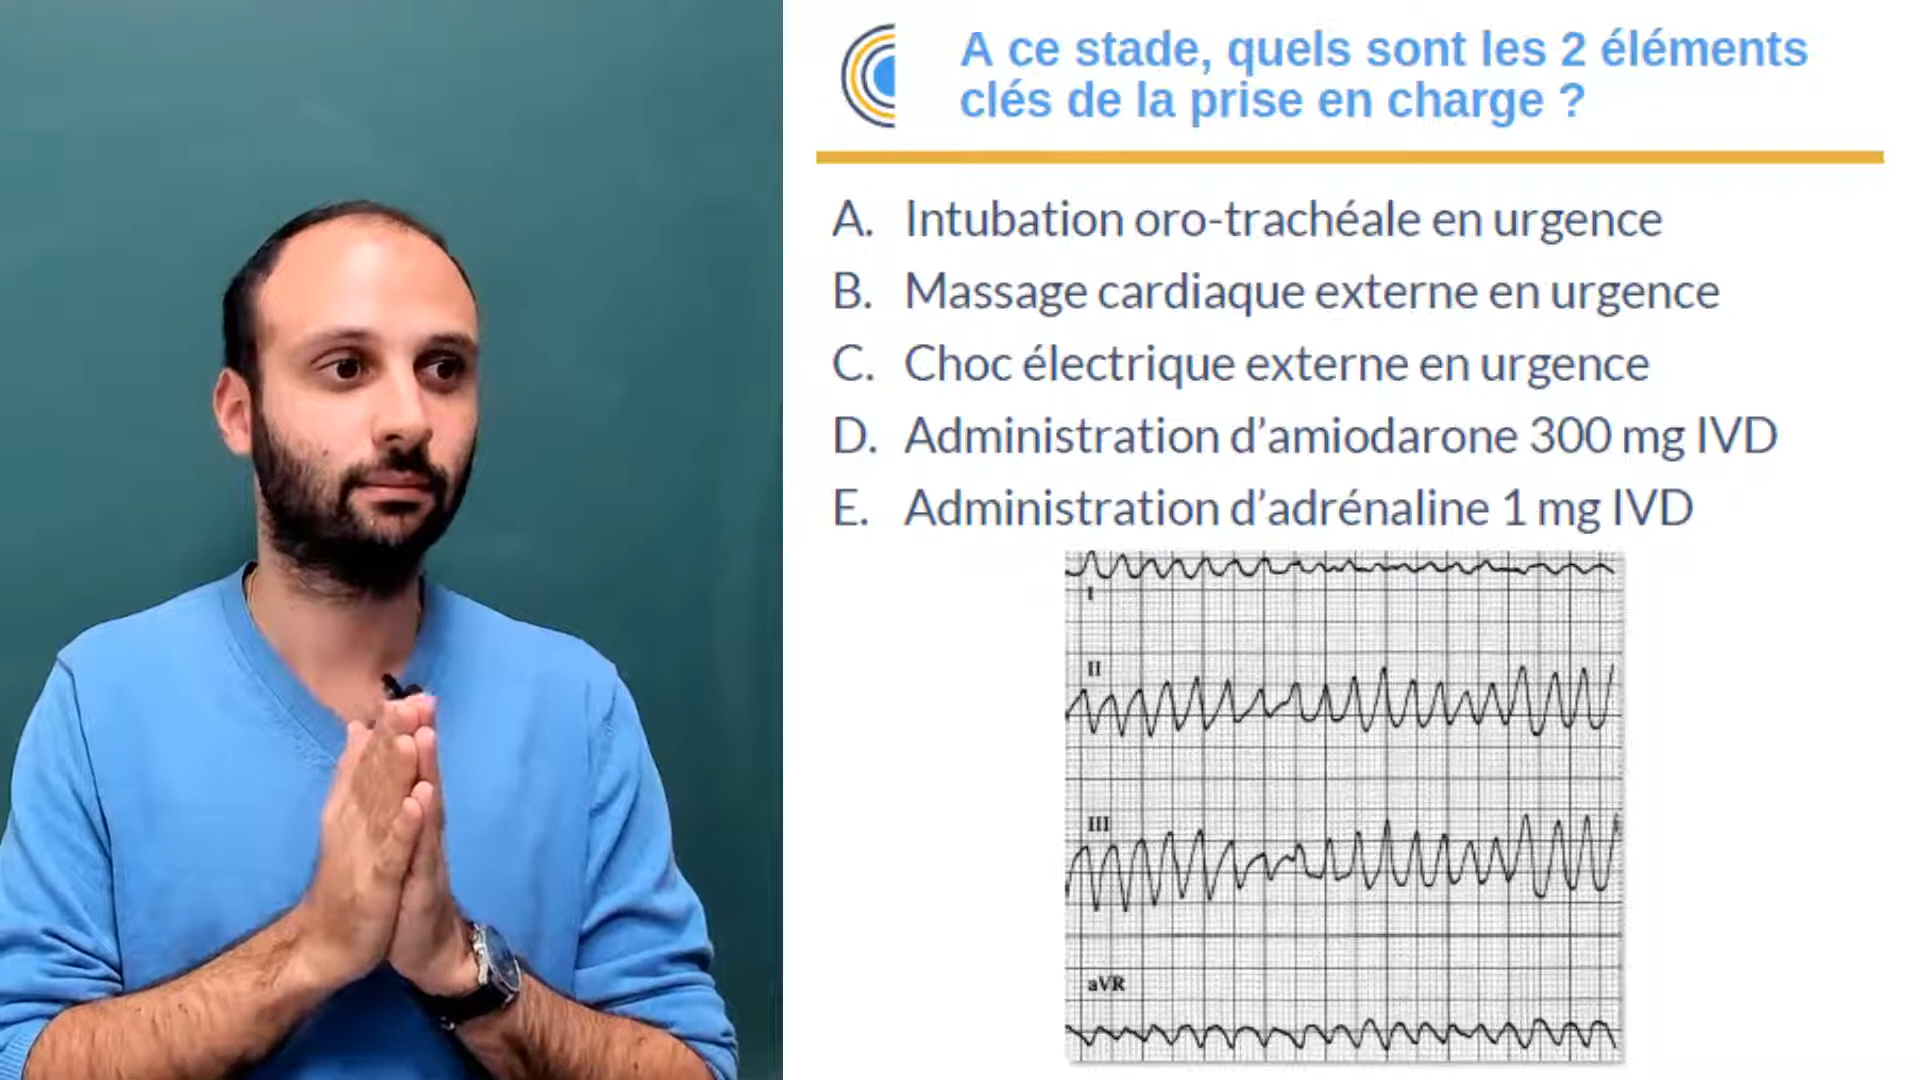 A ce stade, quels sont les 2 éléments
clés de la prise en charge ?
A. Intubation oro-trachéale en urgence
B. Massage cardiaque externe en urgence
C. Choc électrique externe en urgence
D. Administration d’amiodarone 300 mg IVD
E. Administration d’adrénaline 1 mg IVD
I
II
III
aVR